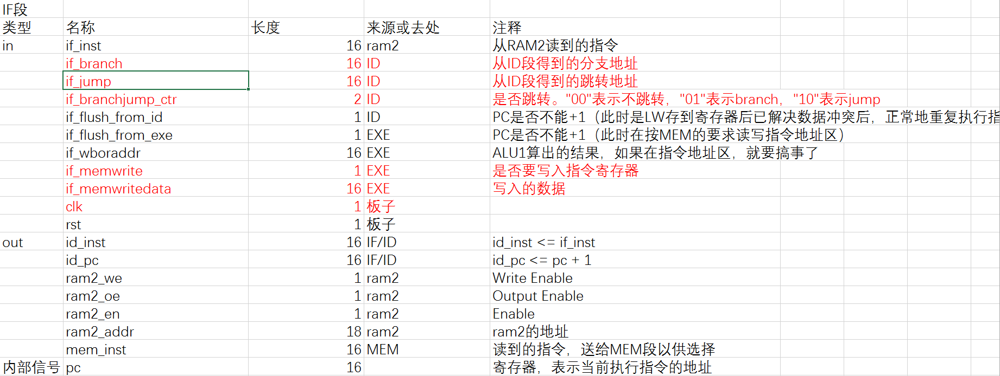 IF段
类型 名称 长度 来源或去处 注释
in if_inst 16 ram2 从RAM2读到的指令
if_branch 16 ID 从ID段得到的分支地址
if_jump 16 ID 从ID段得到的跳转地址
if_branchjump_ctr 2 ID 是否跳转。"00"表示不跳转，"01"表示branch，"10"表示jump
if_flush_from_id 1 ID PC是否不能+1（此时是LW存到寄存器后已解决数据冲突后，正常地重复执行指
if_flush_from_exe 1 EXE PC是否不能+1（此时在按MEM的要求读写指令地址区）
if_wboraddr 16 EXE ALU1算出的结果，如果在指令地址区，就要搞事了
if_memwrite 1 EXE 是否要写入指令寄存器
if_memwritedata 16 EXE 写入的数据
clk 1 板子
rst 1 板子
out id_inst 16 IF/ID id_inst <= if_inst
id_pc 16 IF/ID id_pc <= pc + 1
ram2_we 1 ram2 Write Enable
ram2_oe 1 ram2 Output Enable
ram2_en 1 ram2 Enable
ram2_addr 18 ram2 ram2的地址
mem_inst 16 MEM 读到的指令，送给MEM段以供选择
内部信号 pc 16 寄存器，表示当前执行指令的地址